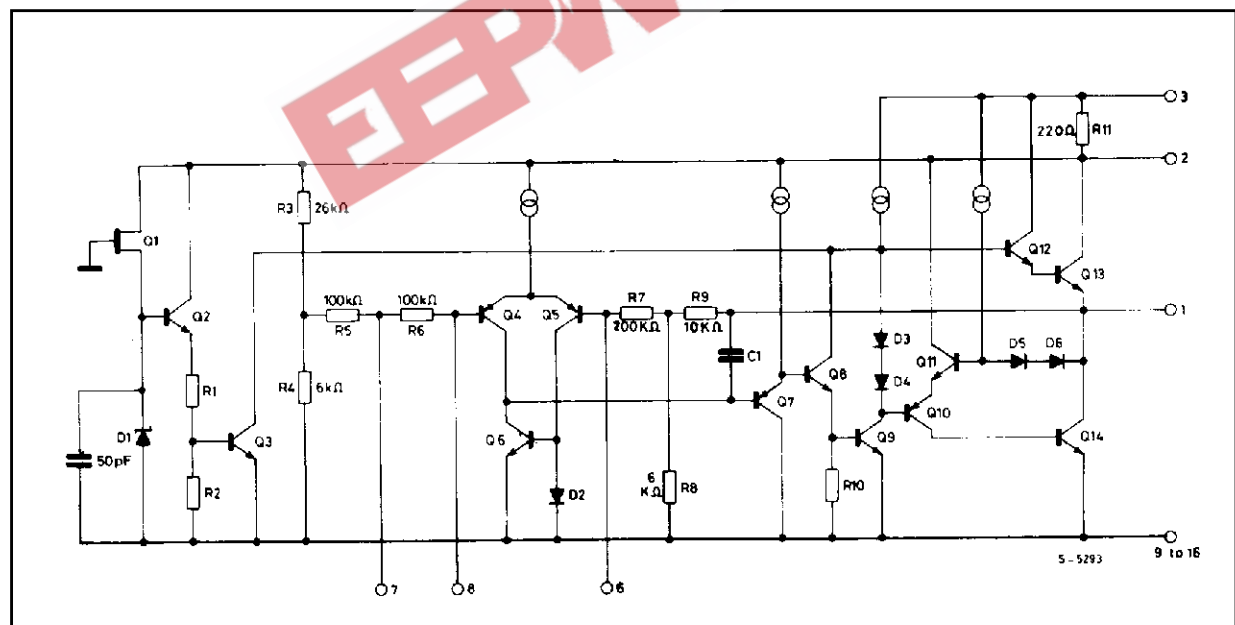 EEPW
3
220Ω R11
2
R3 26kΩ
Q1
Q12
Q13
Q2
100kΩ 100kΩ
R5 R6
Q4 Q5
R7 R9
200KΩ 10KΩ
1
D3
D5 D6
C1
Q11
R1
R4 6kΩ
Q8
D4
Q7
Q10
D1
Q3
Q6
Q9
Q14
50pF
R2
D2
6
KΩ R8
R10
S-5293
9 to 16
7
8
6